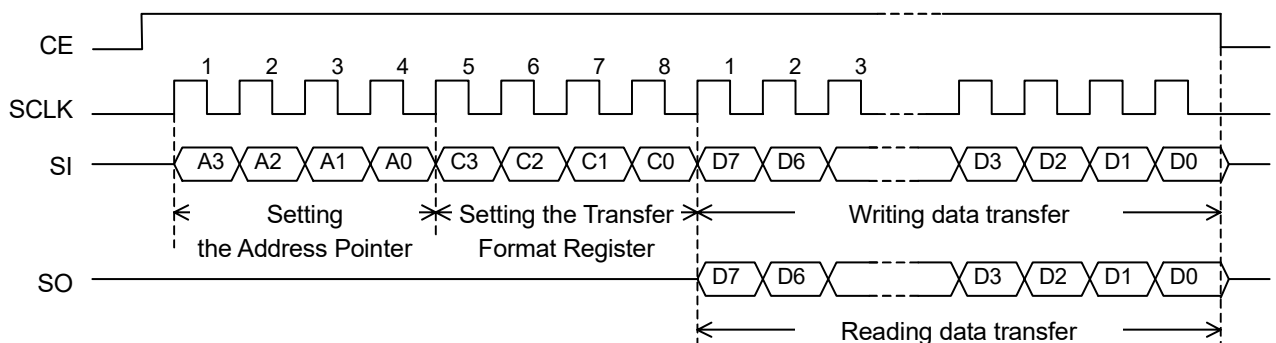 CE
1 2 3 4 5 6 7 8 1 2 3
SCLK
SI A3 A2 A1 A0 C3 C2 C1 C0 D7 D6 D3 D2 D1 D0
Setting Setting the Transfer Writing data transfer
the Address Pointer Format Register
SO D7 D6 D3 D2 D1 D0
Reading data transfer